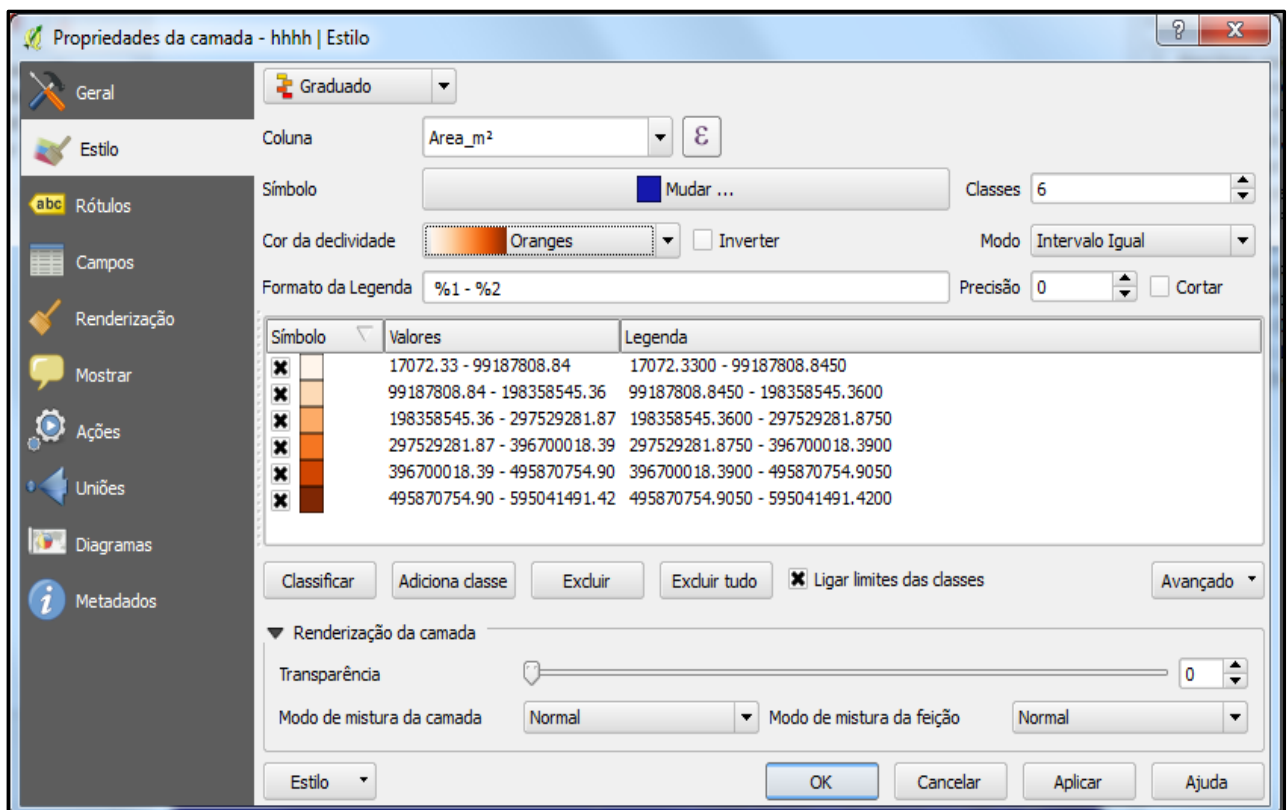 Propriedades da camada - hhhh | Estilo
Geral
Estilo
abc Rótulos
Campos
Renderização
Mostrar
Ações
Uniões
Diagramas
Metadados
Graduado
Coluna Area_m² ε
Símbolo Mudar ... Classes 6
Cor da declividade Oranges Inverter Modo Intervalo Igual
Formato da Legenda %1 - %2 Precisão 0 Cortar
Símbolo Valores Legenda
17072.33 - 99187808.84 17072.3300 - 99187808.8450
99187808.84 - 198358545.36 99187808.8450 - 198358545.3600
198358545.36 - 297529281.87 198358545.3600 - 297529281.8750
297529281.87 - 396700018.39 297529281.8750 - 396700018.3900
396700018.39 - 495870754.90 396700018.3900 - 495870754.9050
495870754.90 - 595041491.42 495870754.9050 - 595041491.4200
Classificar Adiciona classe Excluir Excluir tudo Ligar limites das classes Avançado
Renderização da camada
Transparência 0
Modo de mistura da camada Normal Modo de mistura da feição Normal
Estilo OK Cancelar Aplicar Ajuda